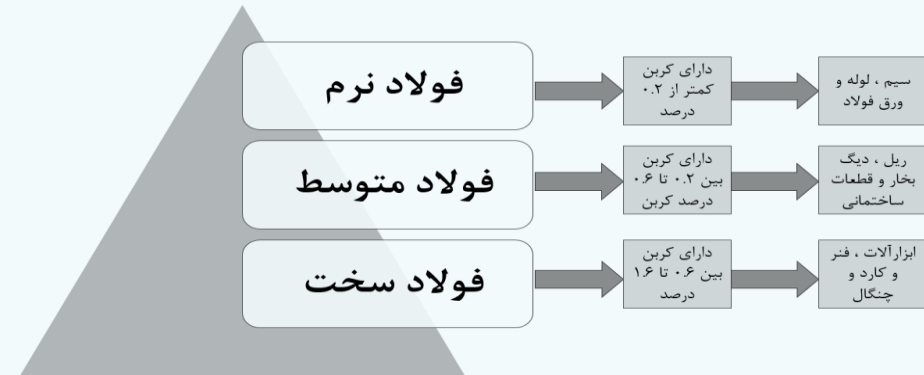 فولاد نرم
دارای کربن
کمتر از ۰.۲
درصد
سیم ، لوله و
ورق فولاد
فولاد متوسط
دارای کربن
بین ۰.۲ تا ۰.۶
درصد کربن
ریل ، دیگ
بخار و قطعات
ساختمانی
فولاد سخت
دارای کربن
بین ۰.۶ تا ۱.۶
درصد
ابزارآلات ، فنر
و کارد و
چنگال